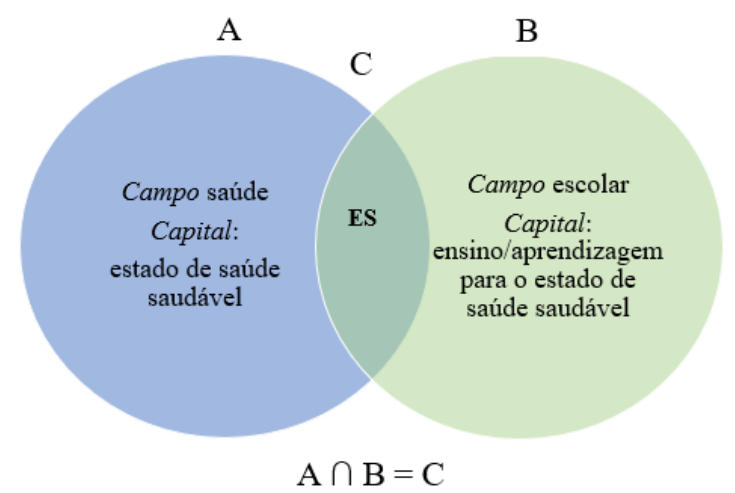 A
B
C
Campo saúde
Capital:
estado de saúde
saudável
ES
Campo escolar
Capital:
ensino/aprendizagem
para o estado de
saúde saudável
A ∩ B = C